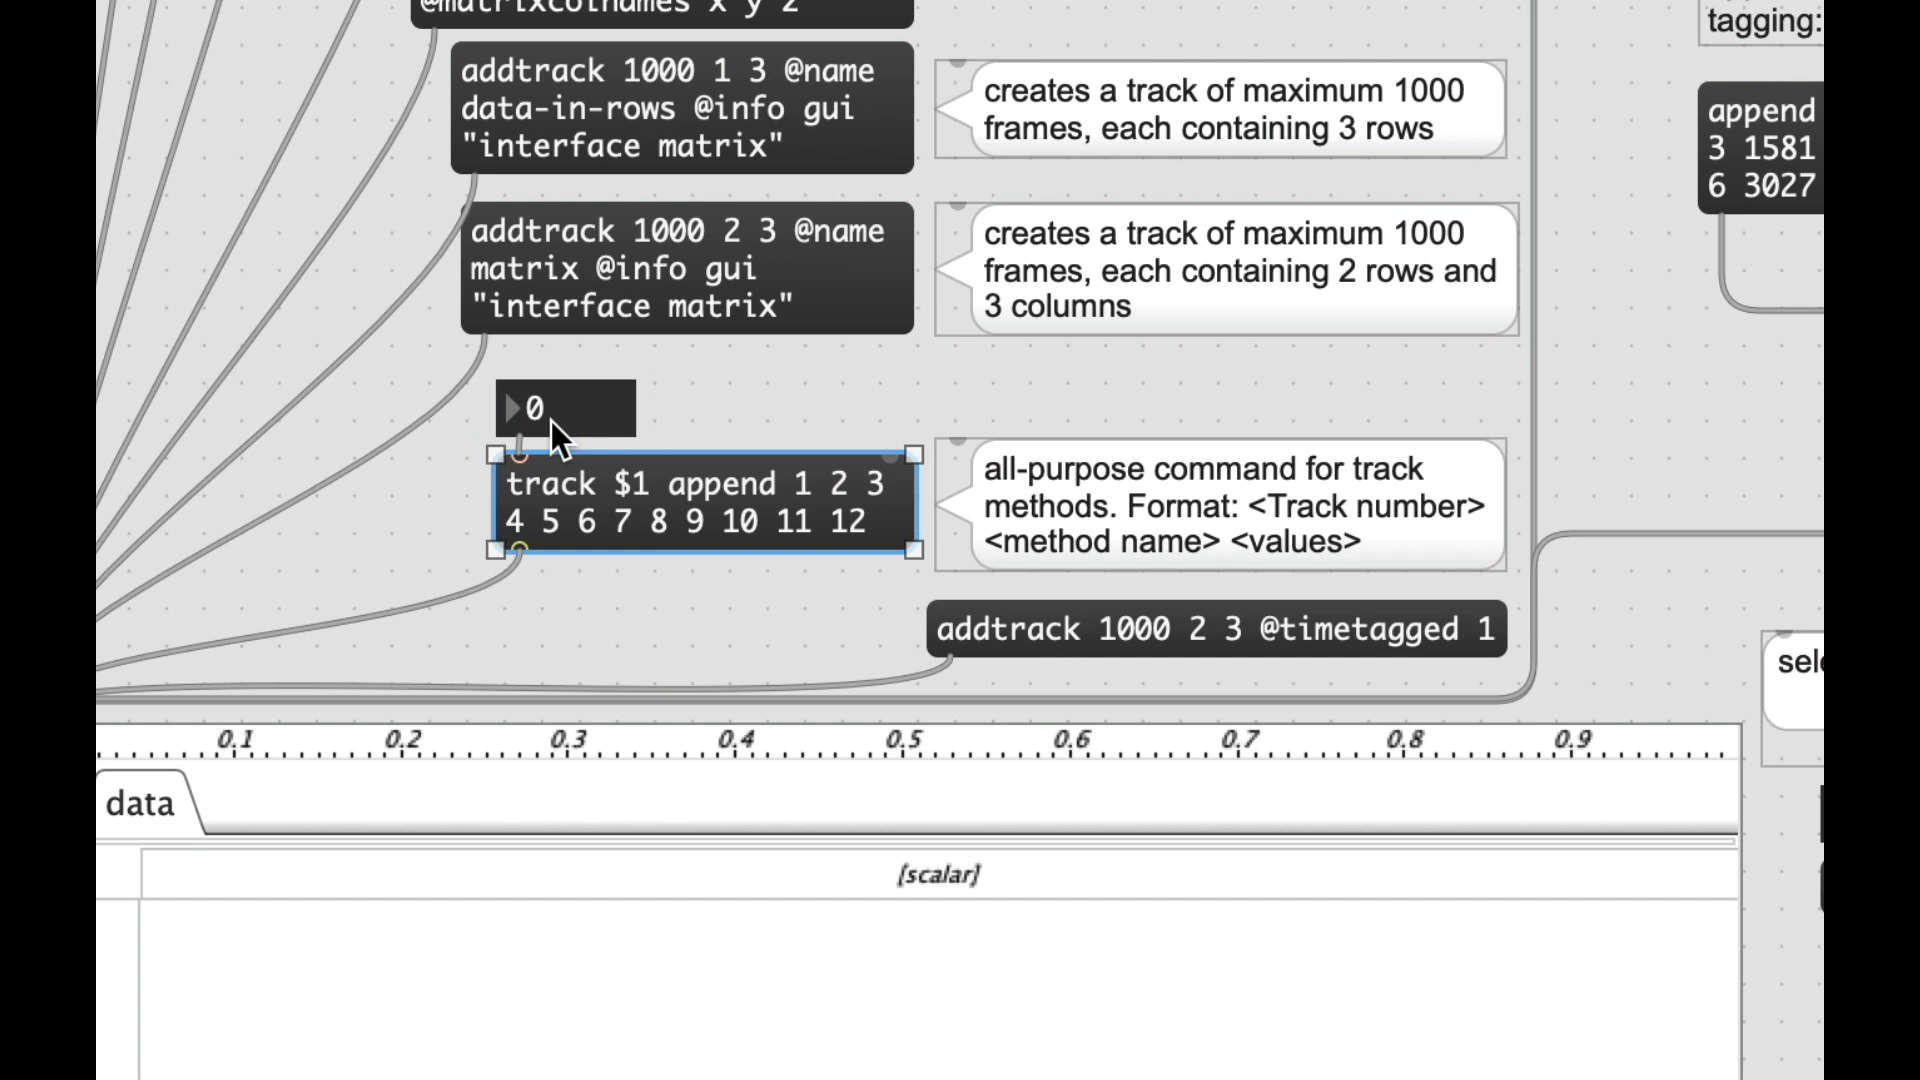 @matrixcolnames x y z
tagging:
addtrack 1000 1 3 @name
data-in-rows @info gui
"interface matrix"
creates a track of maximum 1000
frames, each containing 3 rows
append
3 1581
6 3027
addtrack 1000 2 3 @name
matrix @info gui
"interface matrix"
creates a track of maximum 1000
frames, each containing 2 rows and
3 columns
0
track $1 append 1 2 3
4 5 6 7 8 9 10 11 12
all-purpose command for track
methods. Format: <Track number>
<method name> <values>
addtrack 1000 2 3 @timetagged 1
0.1 0.2 0.3 0.4 0.5 0.6 0.7 0.8 0.9
data
[scalar]